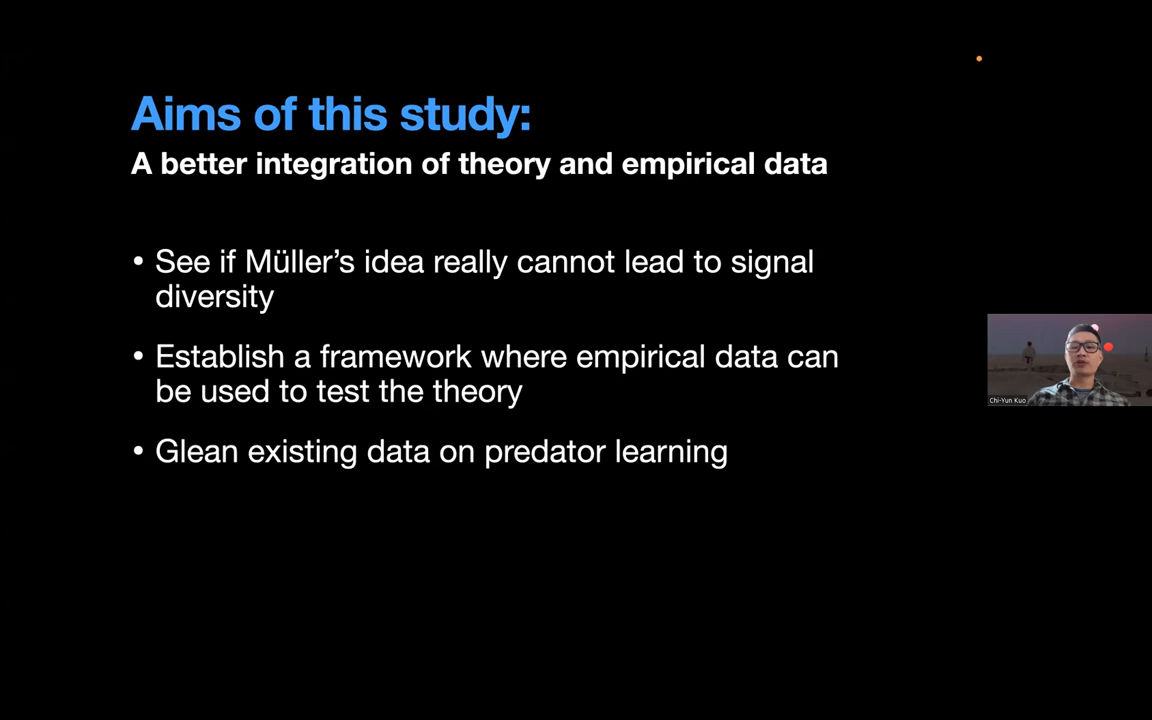 Aims of this study:
A better integration of theory and empirical data
• See if Müller's idea really cannot lead to signal
diversity
• Establish a framework where empirical data can
be used to test the theory
• Glean existing data on predator learning
Chi-Yun Kuo